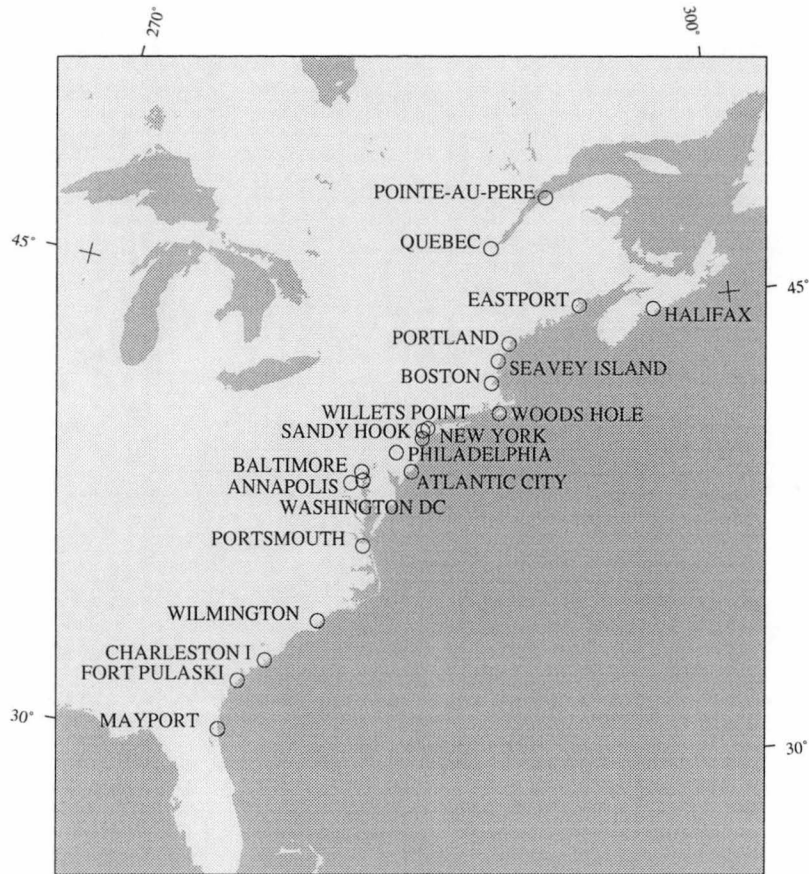 270°
300°
POINTE-AU-PERE
45°
QUEBEC
45°
EASTPORT
HALIFAX
PORTLAND
SEAVEY ISLAND
BOSTON
WILLETS POINT
WOODS HOLE
SANDY HOOK
NEW YORK
PHILADELPHIA
BALTIMORE
ATLANTIC CITY
ANNAPOLIS
WASHINGTON DC
PORTSMOUTH
WILMINGTON
CHARLESTON I
FORT PULASKI
30°
MAYPORT
30°